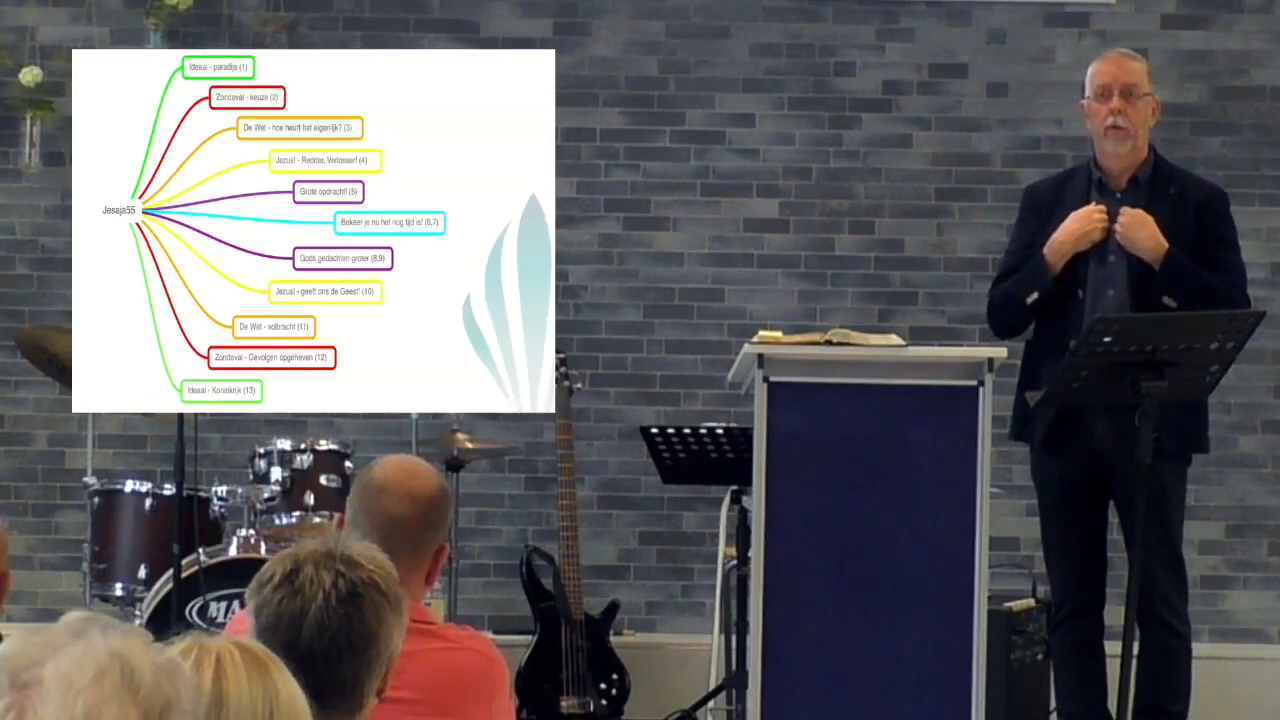 Ideaal - paradijs (1)
Zondeval - keuze (2)
De Wet - hoe heurt het eigenlijk? (3)
Jezus! - Redder, Verlosser! (4)
Grote opdracht! (5)
Jesaja55
Bekeer je nu het nog tijd is! (6,7)
Gods gedachten groter (8,9)
Jezus! - geeft ons de Geest! (10)
De Wet - volbracht (11)
Zondeval - Gevolgen opgeheven (12)
Ideaal - Koninkrijk (13)